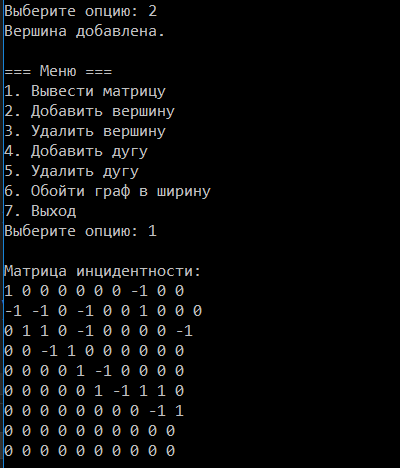 Выберите опцию: 2
Вершина добавлена.
=== Меню ===
1. Вывести матрицу
2. Добавить вершину
3. Удалить вершину
4. Добавить дугу
5. Удалить дугу
6. Обойти граф в ширину
7. Выход
Выберите опцию: 1
Матрица инцидентности:
1 0 0 0 0 0 0 -1 0 0
-1 -1 0 -1 0 0 1 0 0 0
0 1 1 0 -1 0 0 0 0 -1
0 0 -1 1 0 0 0 0 0 0
0 0 0 0 1 -1 0 0 0 0
0 0 0 0 0 1 -1 1 1 0
0 0 0 0 0 0 0 0 -1 1
0 0 0 0 0 0 0 0 0 0
0 0 0 0 0 0 0 0 0 0